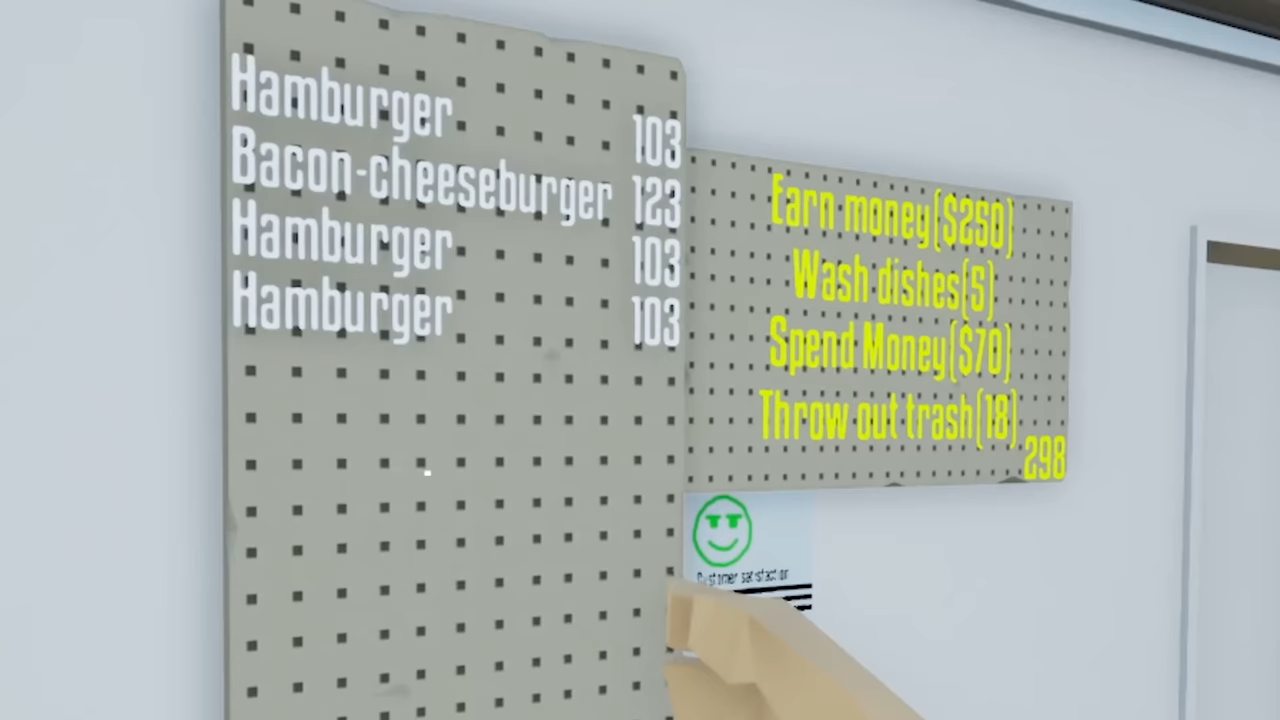 Hamburger 103
Bacon-cheeseburger 123
Hamburger 103
Hamburger 103
Earn money($250)
Wash dishes(5)
Spend Money($70)
Throw out trash(18)
298
Customer satisfaction